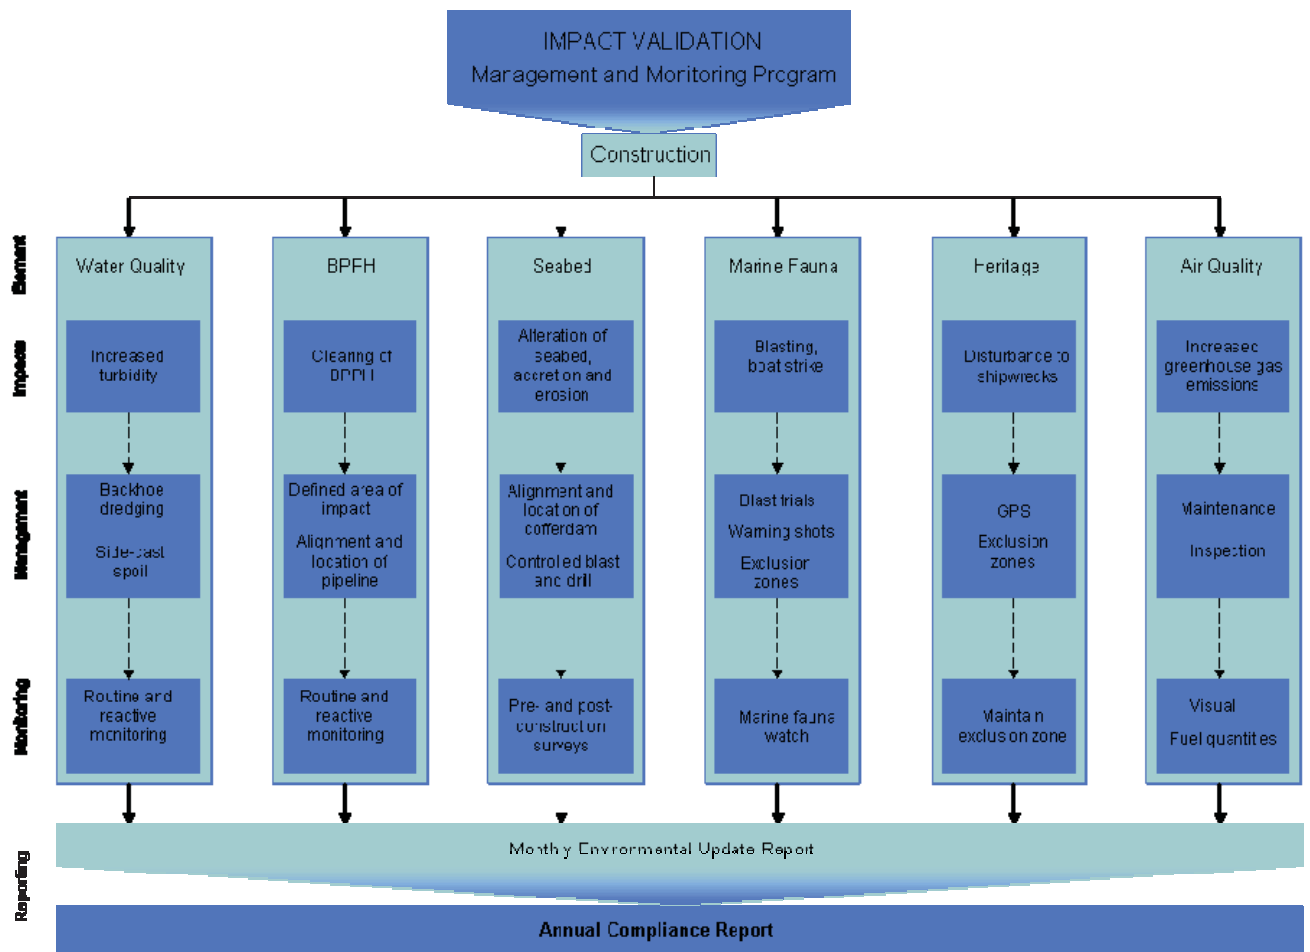 IMPACT VALIDATION
Management and Monitoring Program
Construction
Element
Water Quality
BPPH
Seabed
Marine Fauna
Heritage
Air Quality
Impacts
Increased
turbidity
Clearing of
BPPH
Alteration of
seabed,
accretion and
erosion
Blasting,
boat strike
Disturbance to
shipwrecks
Increased
greenhouse gas
emissions
Management
Backhoe
dredging
Side-cast
spoil
Defined area of
impact
Alignment and
location of
pipeline
Alignment and
location of
cofferdam
Controlled blast
and drill
Blast trials
Warning shots
Exclusion
zones
GPS
Exclusion
zones
Maintenance
Inspection
Monitoring
Routine and
reactive
monitoring
Routine and
reactive
monitoring
Pre- and post-
construction
surveys
Marine fauna
watch
Maintain
exclusion zone
Visual
Fuel quantities
Reporting
Monthly Environmental Update Report
Annual Compliance Report